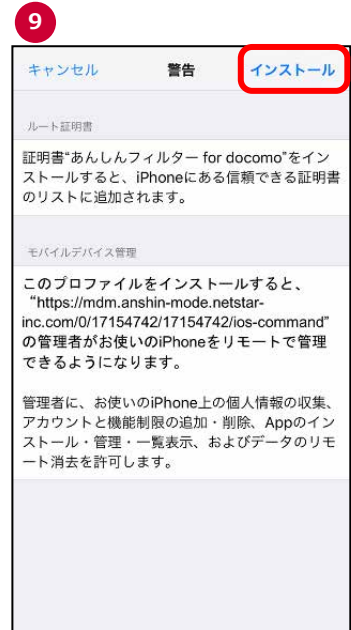 9
キャンセル 警告 インストール
ルート証明書
証明書“あんしんフィルター for docomo”をイン
ストールすると、iPhoneにある信頼できる証明書
のリストに追加されます。
モバイルデバイス管理
このプロファイルをインストールすると、
“https://mdm.anshin-mode.netstar-
inc.com/0/17154742/17154742/ios-command”
の管理者がお使いのiPhoneをリモートで管理
できるようになります。
管理者に、お使いのiPhone上の個人情報の収集、
アカウントと機能制限の追加・削除、Appのイン
ストール・管理・一覧表示、およびデータのリモ
ート消去を許可します。